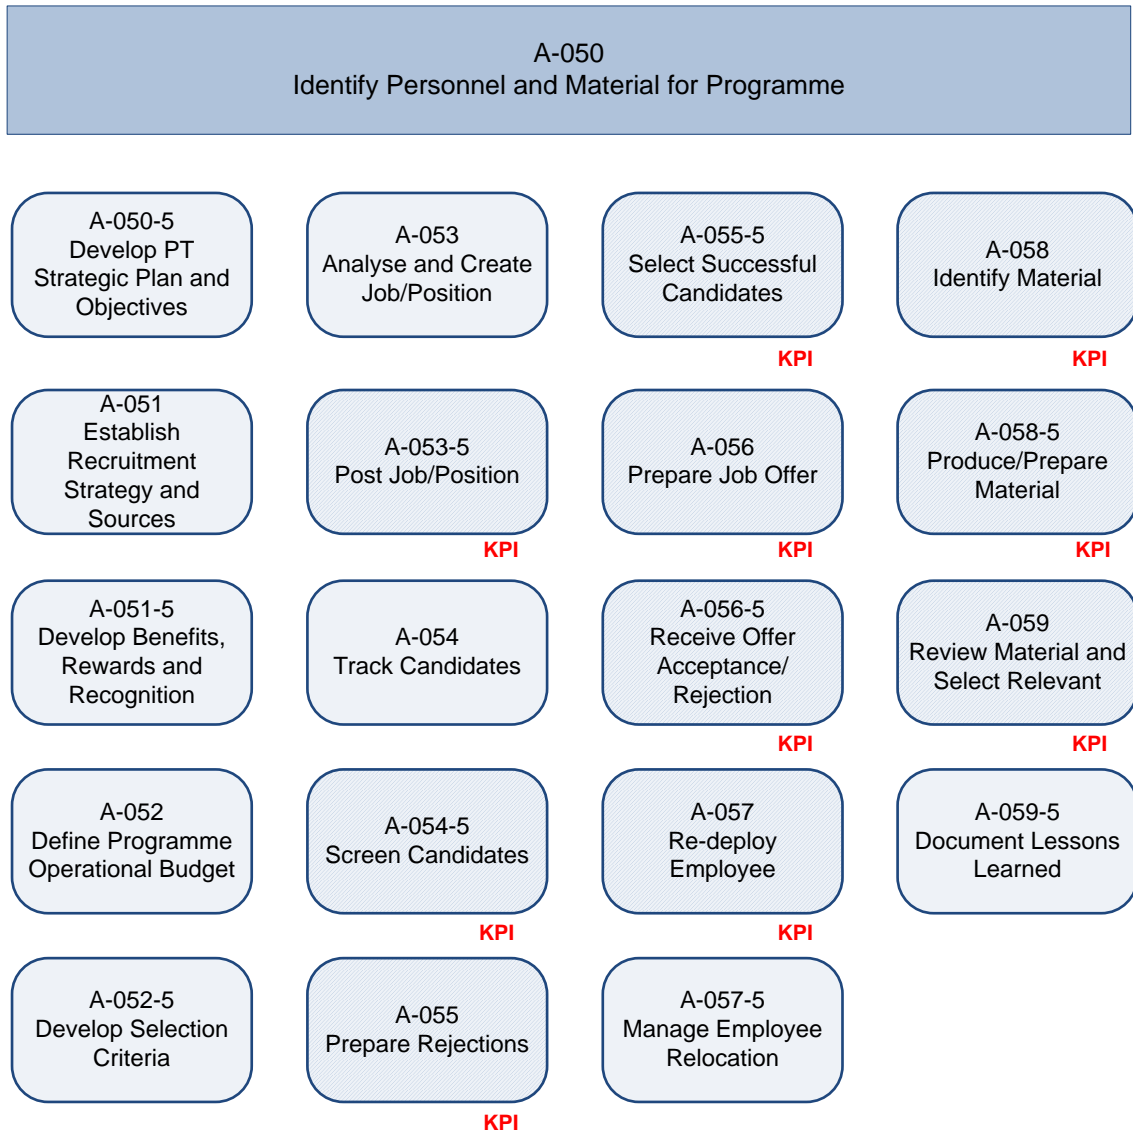 A-050
Identify Personnel and Material for Programme
A-050-5
Develop PT
Strategic Plan and
Objectives
A-051
Establish
Recruitment
Strategy and
Sources
A-051-5
Develop Benefits,
Rewards and
Recognition
A-052
Define Programme
Operational Budget
A-052-5
Develop Selection
Criteria
A-053
Analyse and Create
Job/Position
A-053-5
Post Job/Position
KPI
A-054
Track Candidates
A-054-5
Screen Candidates
KPI
A-055
Prepare Rejections
KPI
A-055-5
Select Successful
Candidates
KPI
A-056
Prepare Job Offer
KPI
A-056-5
Receive Offer
Acceptance/
Rejection
KPI
A-057
Re-deploy
Employee
KPI
A-057-5
Manage Employee
Relocation
A-058
Identify Material
KPI
A-058-5
Produce/Prepare
Material
KPI
A-059
Review Material and
Select Relevant
KPI
A-059-5
Document Lessons
Learned